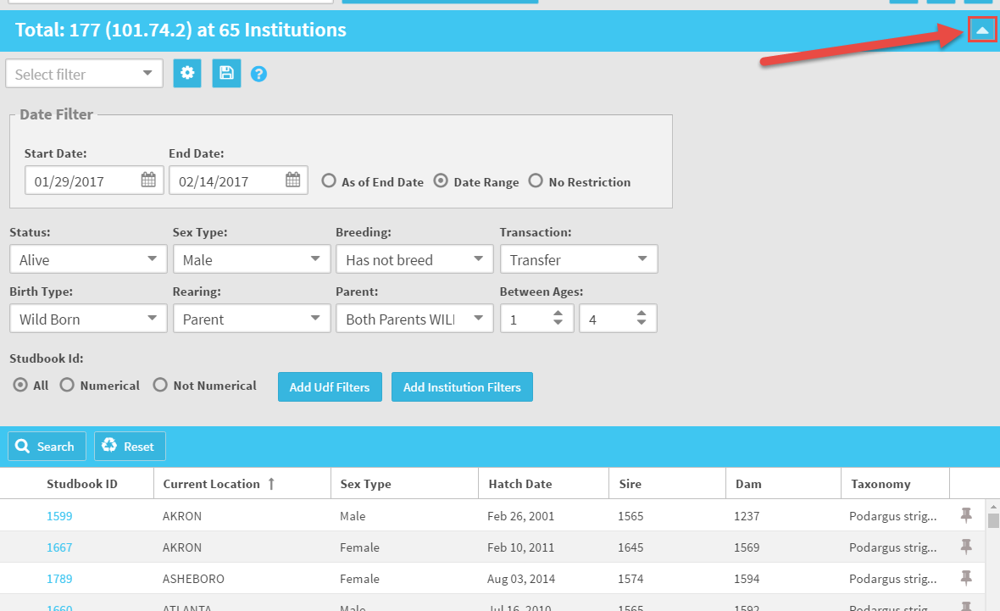 Total: 177 (101.74.2) at 65 Institutions
Select filter ?
Date Filter
Start Date: End Date:
01/29/2017 02/14/2017 As of End Date Date Range No Restriction
Status: Sex Type: Breeding: Transaction:
Alive Male Has not breed Transfer
Birth Type: Rearing: Parent: Between Ages:
Wild Born Parent Both Parents WIL 1 4
Studbook Id:
All Numerical Not Numerical Add Udf Filters Add Institution Filters
Search Reset
Studbook ID Current Location ↑ Sex Type Hatch Date Sire Dam Taxonomy
1599 AKRON Male Feb 26, 2001 1565 1237 Podargus strig...
1667 AKRON Female Feb 10, 2011 1645 1569 Podargus strig...
1789 ASHEBORO Female Aug 03, 2014 1574 1594 Podargus strig...
1660 ATLANTA Male Jul 16, 2010 1565 1592 Podargus strig...